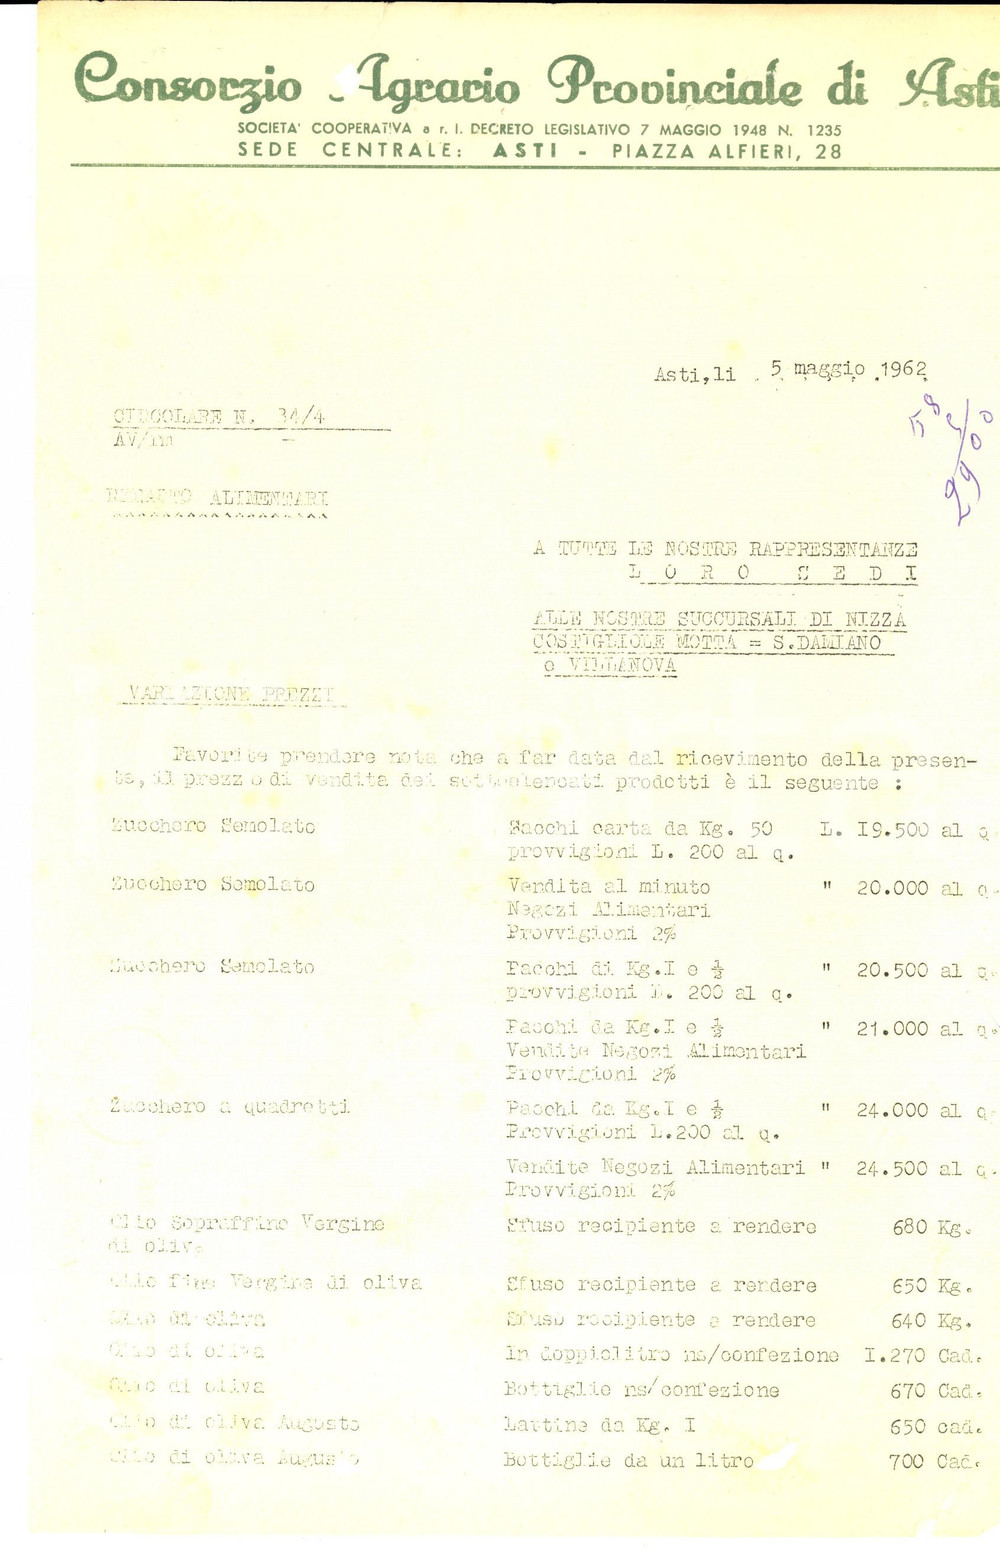 Consorzio Agrario Provinciale di Asti
SOCIETA' COOPERATIVA a r. l. DECRETO LEGISLATIVO 7 MAGGIO 1948 N. 1235
SEDE CENTRALE: ASTI - PIAZZA ALFIERI, 28
Asti,li 5 maggio 1962
CIRCOLARE N. 34/4
AV/
ALIMENTARI
A TUTTE LE NOSTRE RAPPRESENTANZE
L O R O S E D I
ALLE NOSTRE SUCCURSALI DI NIZZA
COSTIGLIOLE MOTTA = S.DAMIANO
e VILLANOVA
VARIAZIONE PREZZI
Favorite prendere nota che a far data dal ricevimento della presen-
te, il prezzo di vendita dei sottoelencati prodotti è il seguente :
Zucchero Semolato Sacchi carta da Kg. 50 L. I9.500 al q.
provvigioni L. 200 al q.
Zucchero Semolato Vendita al minuto " 20.000 al q.
Negozi Alimentari
Provvigioni 2%
Zucchero Semolato Pacchi di Kg.I e ½ " 20.500 al q.
provvigioni L. 200 al q.
Pacchi da Kg.I e ½ " 21.000 al q.
Vendite Negozi Alimentari
Provvigioni 2%
Zucchero a quadretti Pacchi da Kg.I e ½ " 24.000 al q.
Provvigioni L.200 al q.
Vendite Negozi Alimentari " 24.500 al q.
Provvigioni 2%
Olio Sopraffino Vergine Sfuso recipiente a rendere 680 Kg.
di oliva
Olio fine Vergine di oliva Sfuso recipiente a rendere 650 Kg.
Olio di oliva Sfuso recipiente a rendere 640 Kg.
Olio di oliva In doppiolitro ns/confezione I.270 Cad.
Olio di oliva Bottiglie ns/confezione 670 Cad.
Olio di oliva Augusto Lattine da Kg. I 650 cad.
Olio di oliva Augusto Bottiglie da un litro 700 Cad.